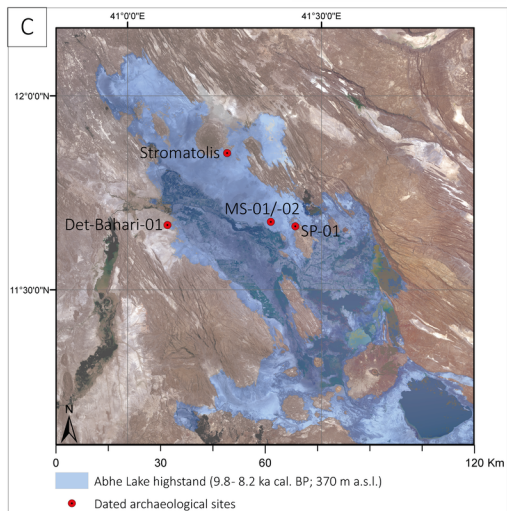 C
41°0'0"E
41°30'0"E
12°0'0"N
Stromatolis
MS-01/-02
Det-Bahari-01
SP-01
11°30'0"N
N
0
30
60
120 Km
Abhe Lake highstand (9.8- 8.2 ka cal. BP; 370 m a.s.l.)
Dated archaeological sites